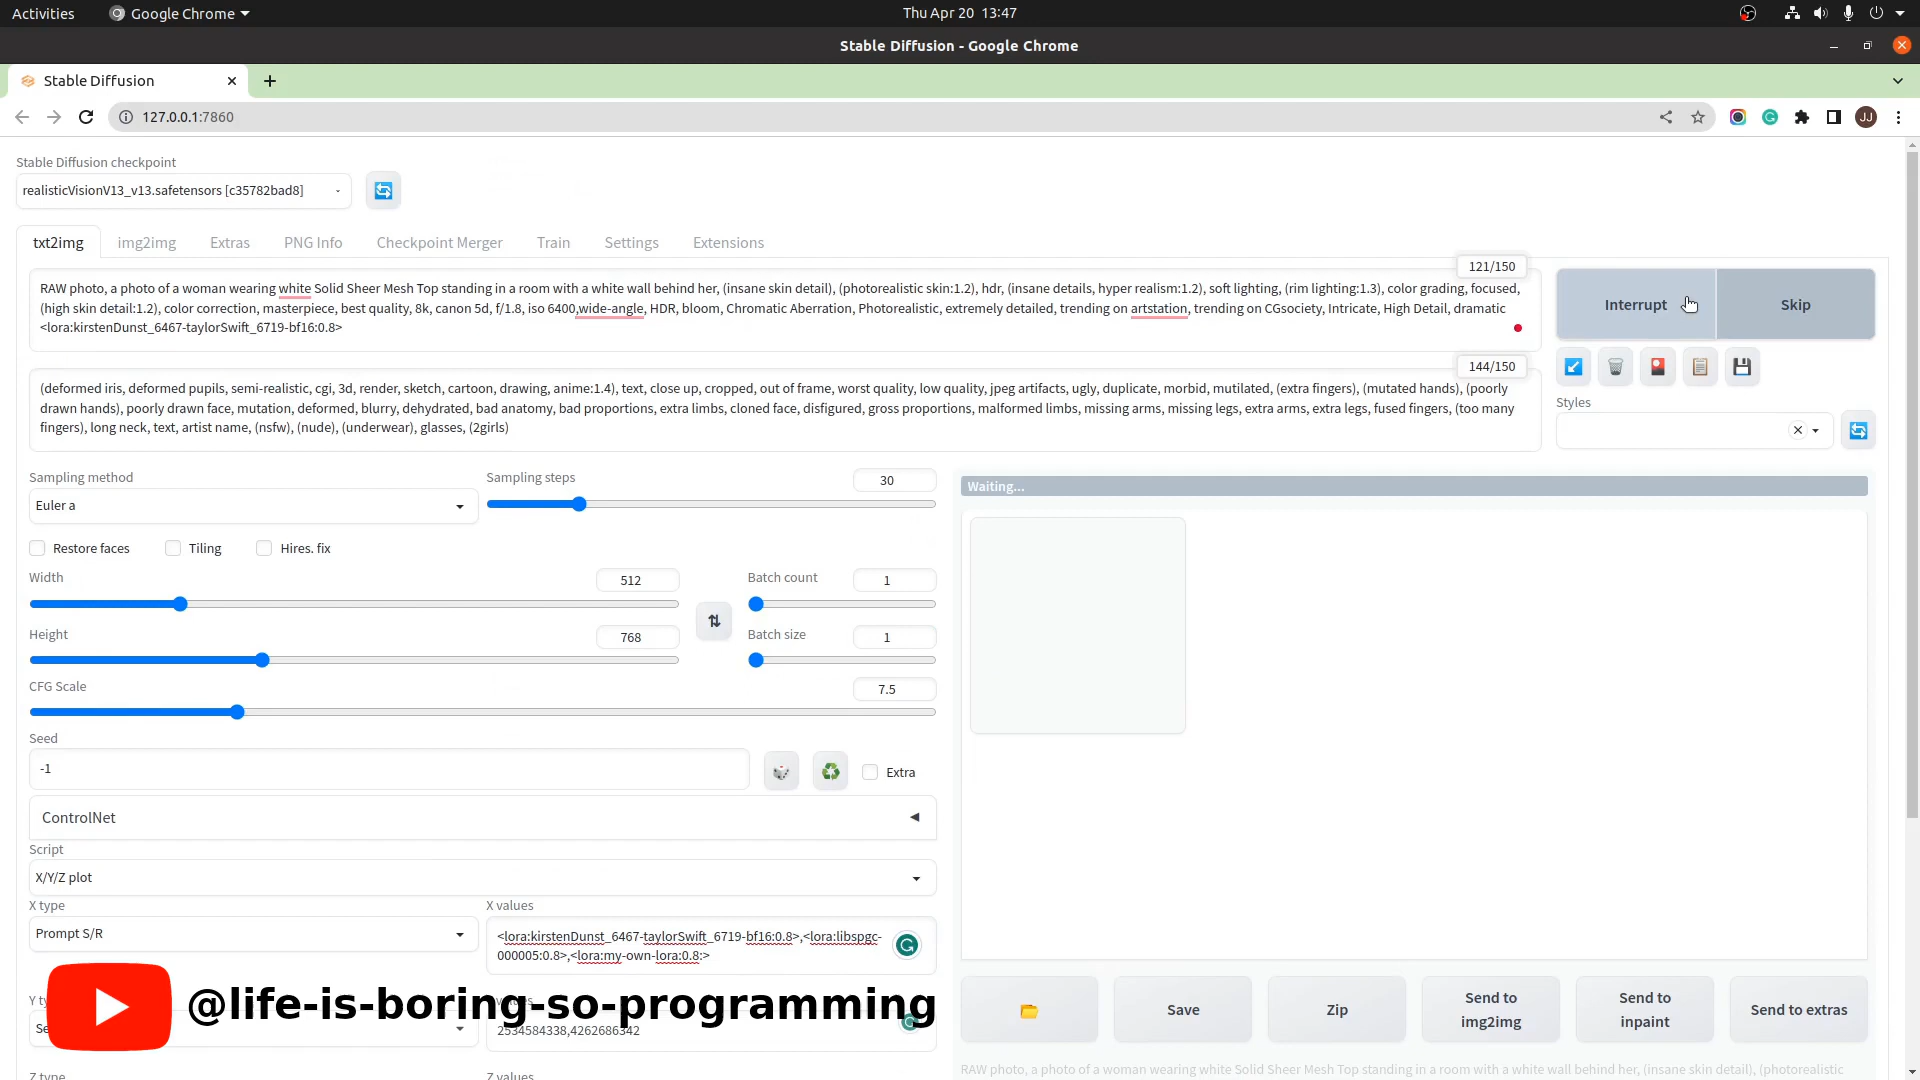 Activities
Google Chrome
Thu Apr 20 13:47
Stable Diffusion - Google Chrome
Stable Diffusion
127.0.0.1:7860
JJ
Stable Diffusion checkpoint
realisticVisionV13_v13.safetensors [c35782bad8]
txt2img
img2img
Extras
PNG Info
Checkpoint Merger
Train
Settings
Extensions
121/150
RAW photo, a photo of a woman wearing white Solid Sheer Mesh Top standing in a room with a white wall behind her, (insane skin detail), (photorealistic skin:1.2), hdr, (insane details, hyper realism:1.2), soft lighting, (rim lighting:1.3), color grading, focused,
(high skin detail:1.2), color correction, masterpiece, best quality, 8k, canon 5d, f/1.8, iso 6400,wide-angle, HDR, bloom, Chromatic Aberration, Photorealistic, extremely detailed, trending on artstation, trending on CGsociety, Intricate, High Detail, dramatic
<lora:kirstenDunst_6467-taylorSwift_6719-bf16:0.8>
Interrupt
Skip
144/150
(deformed iris, deformed pupils, semi-realistic, cgi, 3d, render, sketch, cartoon, drawing, anime:1.4), text, close up, cropped, out of frame, worst quality, low quality, jpeg artifacts, ugly, duplicate, morbid, mutilated, (extra fingers), (mutated hands), (poorly
drawn hands), poorly drawn face, mutation, deformed, blurry, dehydrated, bad anatomy, bad proportions, extra limbs, cloned face, disfigured, gross proportions, malformed limbs, missing arms, missing legs, extra arms, extra legs, fused fingers, (too many
fingers), long neck, text, artist name, (nsfw), (nude), (underwear), glasses, (2girls)
Styles
Sampling method
Euler a
Sampling steps
30
Waiting...
Restore faces
Tiling
Hires. fix
Width
512
Batch count
1
Height
768
Batch size
1
CFG Scale
7.5
Seed
-1
Extra
ControlNet
Script
X/Y/Z plot
X type
Prompt S/R
X values
<lora:kirstenDunst_6467-taylorSwift_6719-bf16:0.8>,<lora:libspgc-
000005:0.8>,<lora:my-own-lora:0.8:>
@life-is-boring-so-programming
2534584338,4262686342
Save
Zip
Send to
img2img
Send to
inpaint
Send to extras
Z type
Z values
RAW photo, a photo of a woman wearing white Solid Sheer Mesh Top standing in a room with a white wall behind her, (insane skin detail), (photorealistic